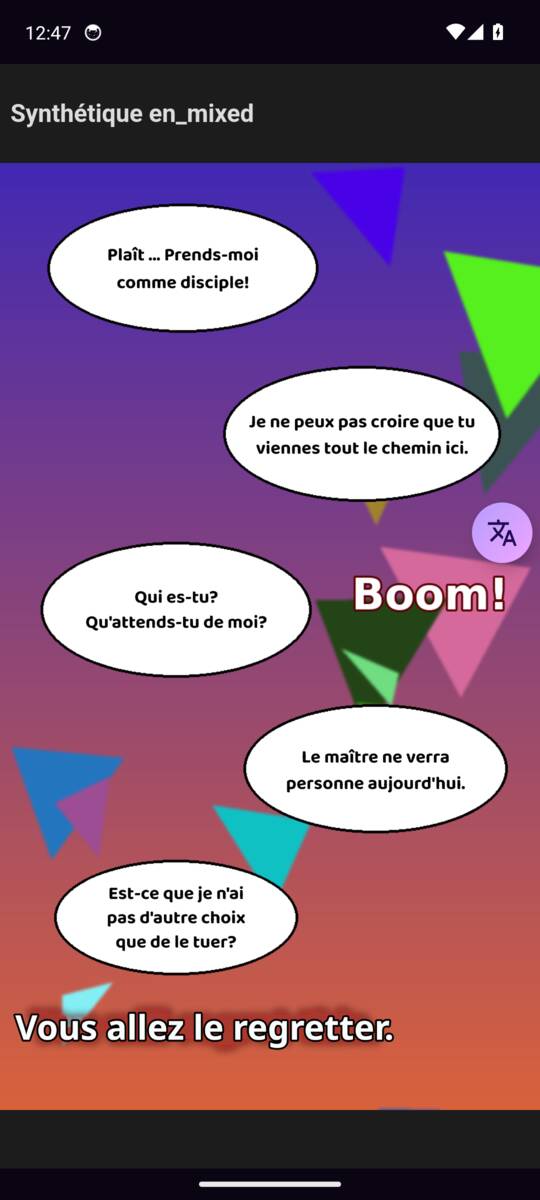 12:47
Synthétique en_mixed
Plaît ... Prends-moi
comme disciple!
Je ne peux pas croire que tu
viennes tout le chemin ici.
Qui es-tu?
Qu'attends-tu de moi?
Boom!
Le maître ne verra
personne aujourd'hui.
Est-ce que je n'ai
pas d'autre choix
que de le tuer?
Vous allez le regretter.